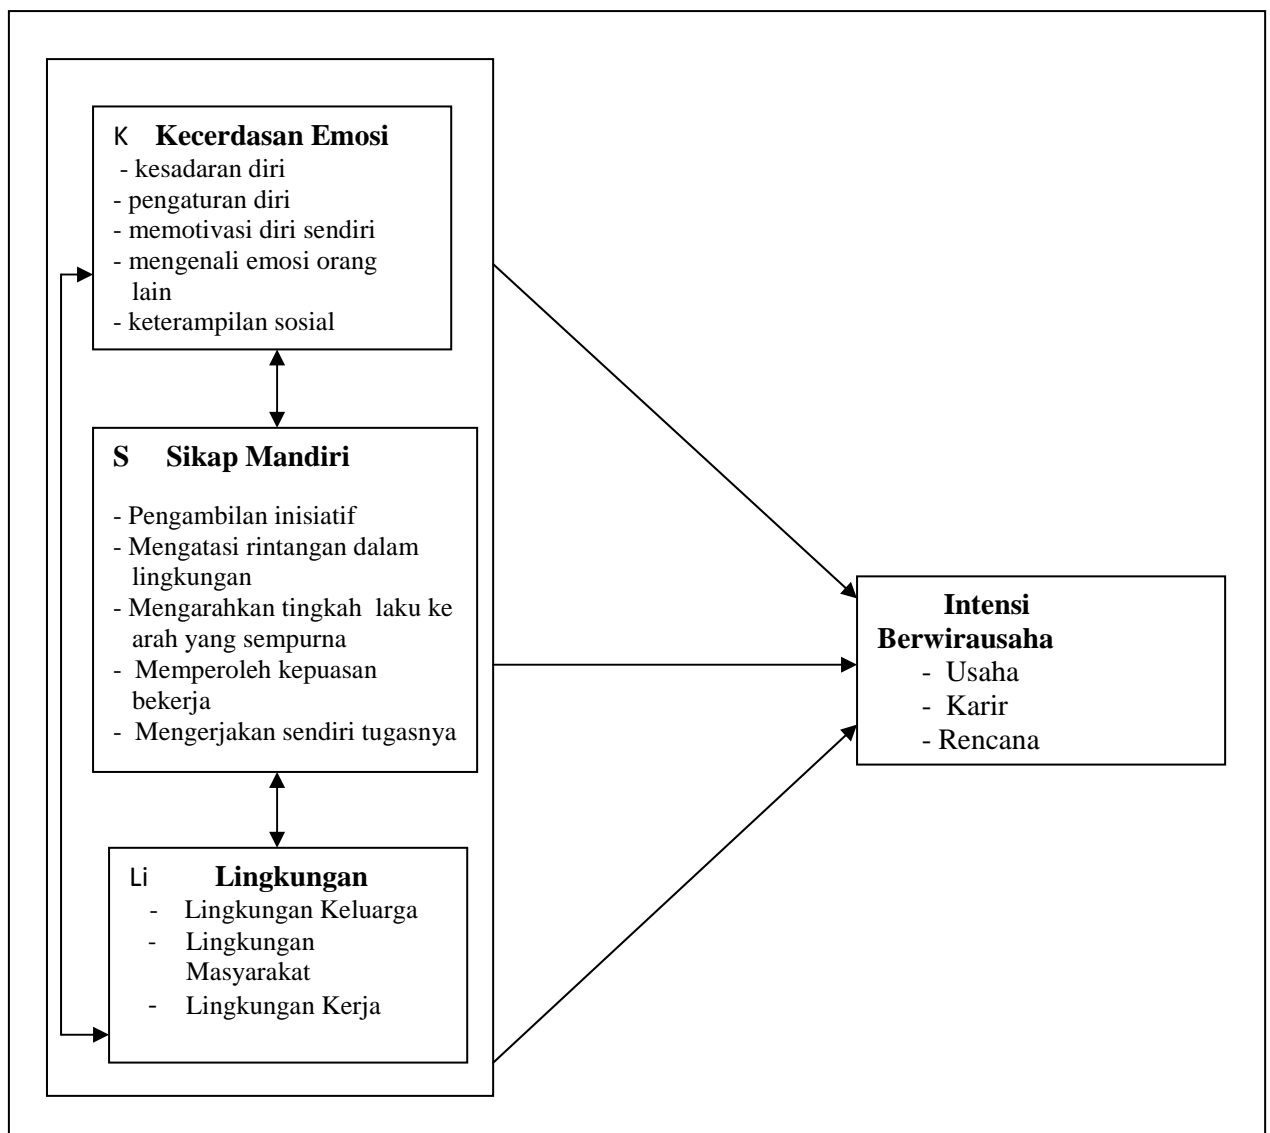 K Kecerdasan Emosi
- kesadaran diri
- pengaturan diri
- memotivasi diri sendiri
- mengenali emosi orang
lain
- keterampilan sosial
S Sikap Mandiri
- Pengambilan inisiatif
- Mengatasi rintangan dalam
lingkungan
- Mengarahkan tingkah laku ke
arah yang sempurna
- Memperoleh kepuasan
bekerja
- Mengerjakan sendiri tugasnya
Li Lingkungan
- Lingkungan Keluarga
- Lingkungan
Masyarakat
- Lingkungan Kerja
Intensi
Berwirausaha
- Usaha
- Karir
- Rencana